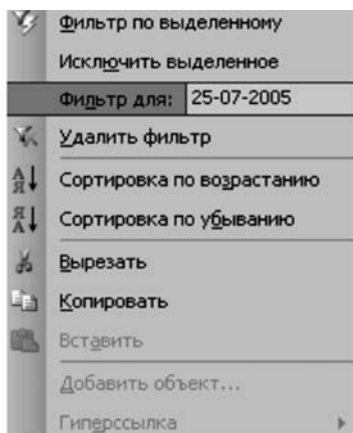 Фильтр по выделенному
Исключить выделенное
Фильтр для: 25-07-2005
Удалить фильтр
Сортировка по возрастанию
Сортировка по убыванию
Вырезать
Копировать
Вставить
Добавить объект...
Гиперссылка